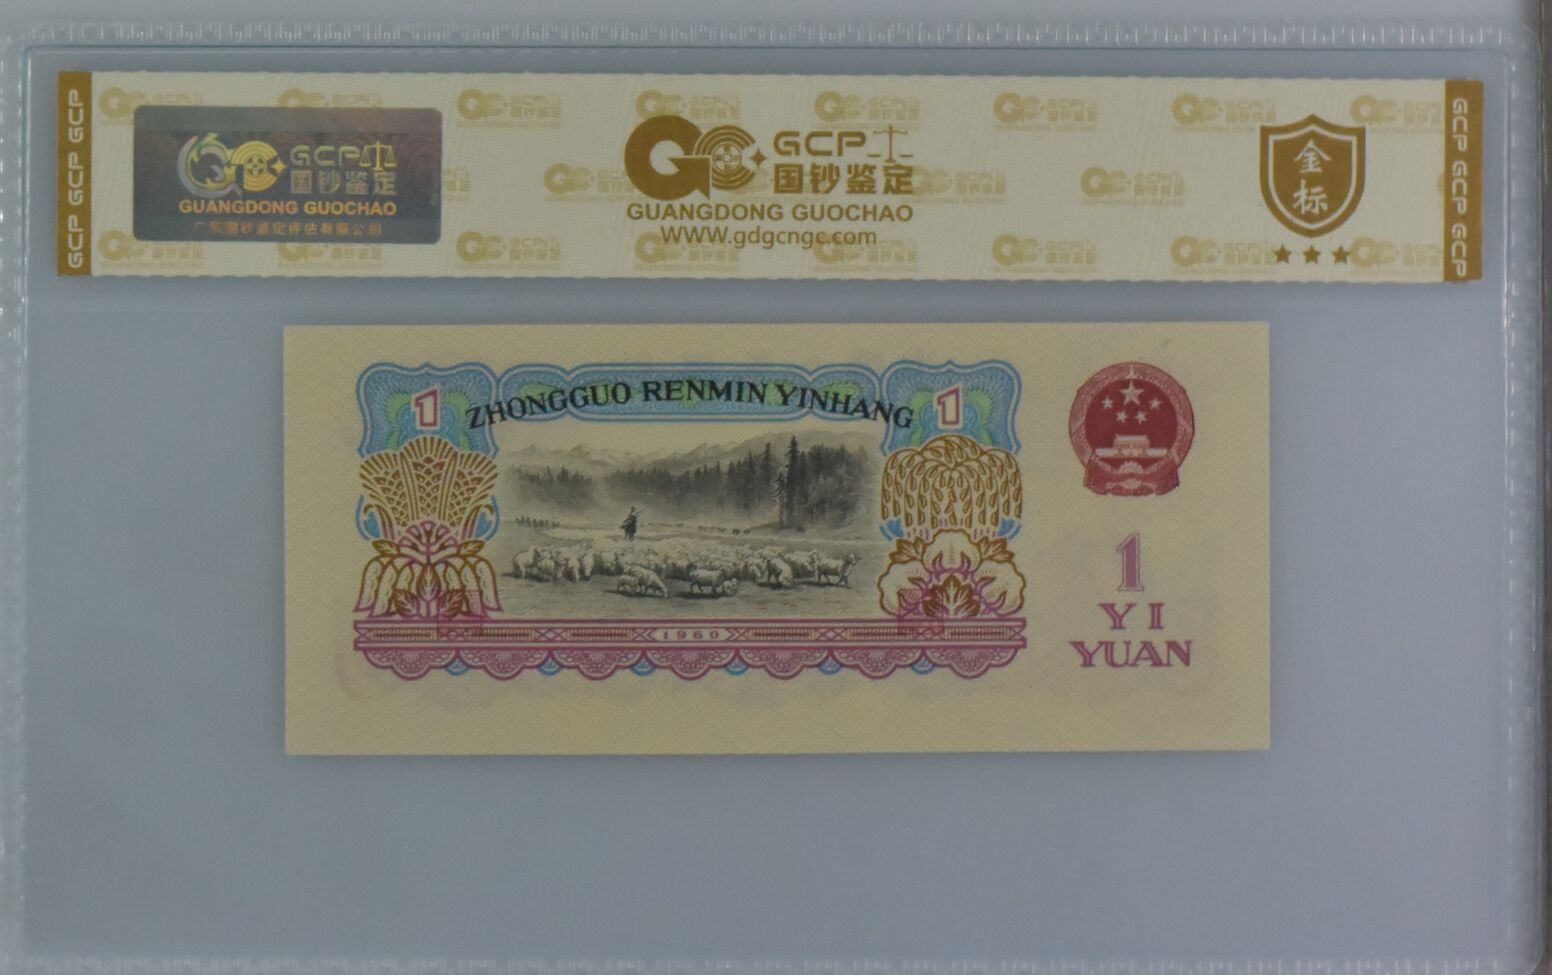 GCP GCP GCP
GCP
国钞鉴定
GUANGDONG GUOCHAO
广东国钞鉴定评估有限公司
GCP
国钞鉴定
GUANGDONG GUOCHAO
WWW.gdgcngc.com
金
标
GCP GCP GCP
1
ZHONGGUO RENMIN YINHANG
1
1960
1
YI
YUAN